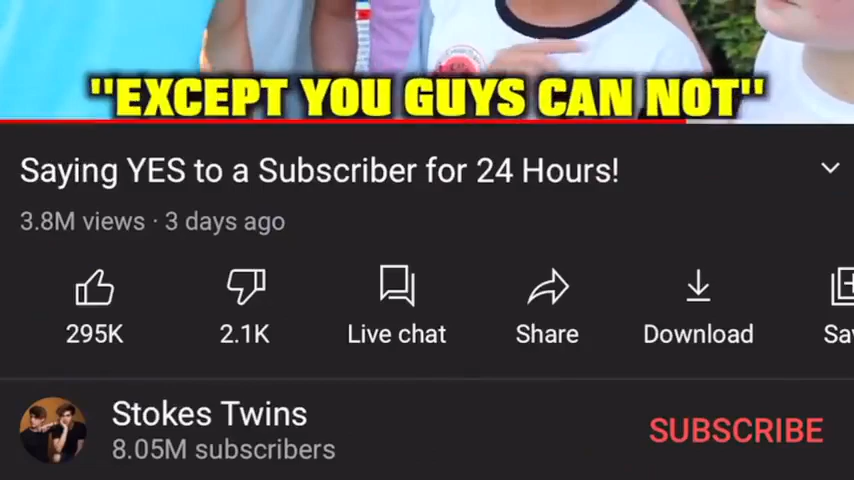 "EXCEPT YOU GUYS CAN NOT"
Saying YES to a Subscriber for 24 Hours!
3.8M views · 3 days ago
295K
2.1K
Live chat
Share
Download
Stokes Twins
8.05M subscribers
SUBSCRIBE